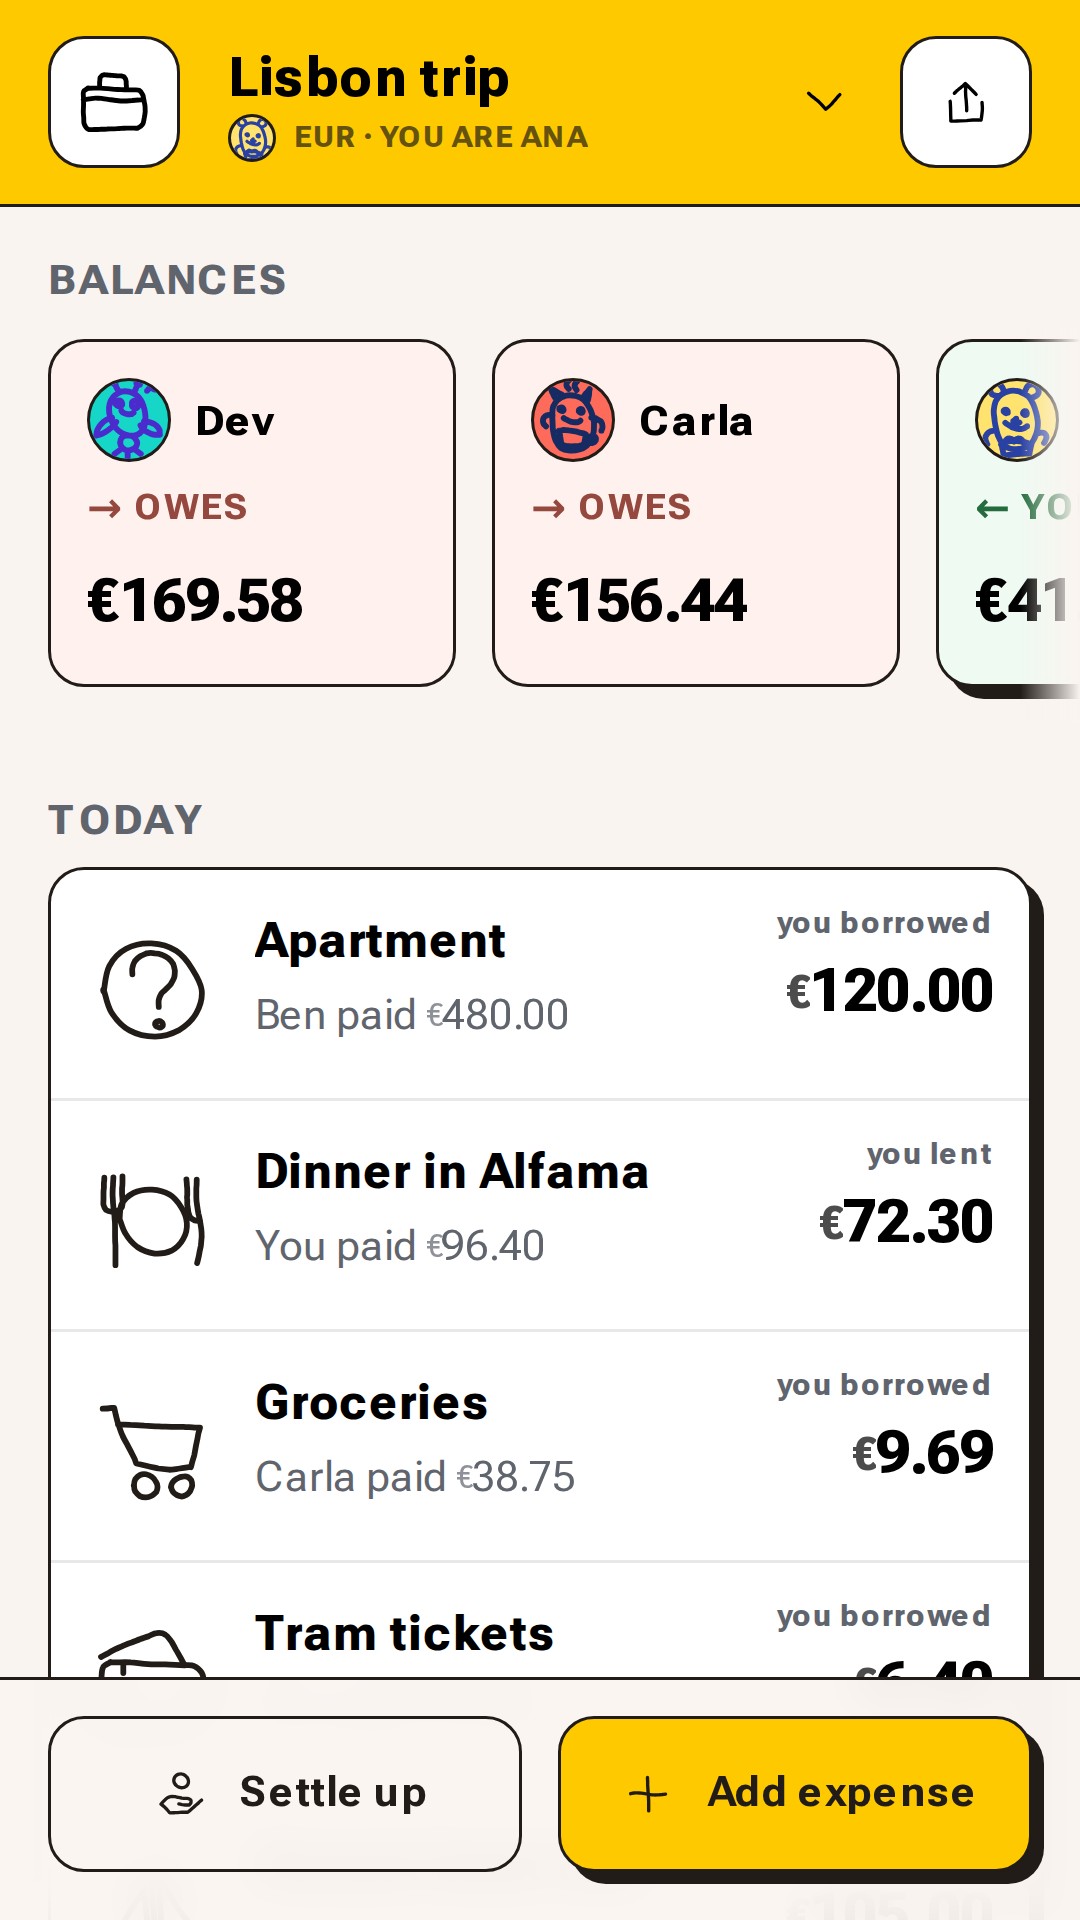 Lisbon trip
EUR · YOU ARE ANA
BALANCES
Dev
→ OWES
€169.58
Carla
→ OWES
€156.44
← YO
€41
TODAY
Apartment
Ben paid €480.00
you borrowed
€120.00
Dinner in Alfama
You paid €96.40
you lent
€72.30
Groceries
Carla paid €38.75
you borrowed
€9.69
Tram tickets
you borrowed
Settle up
Add expense